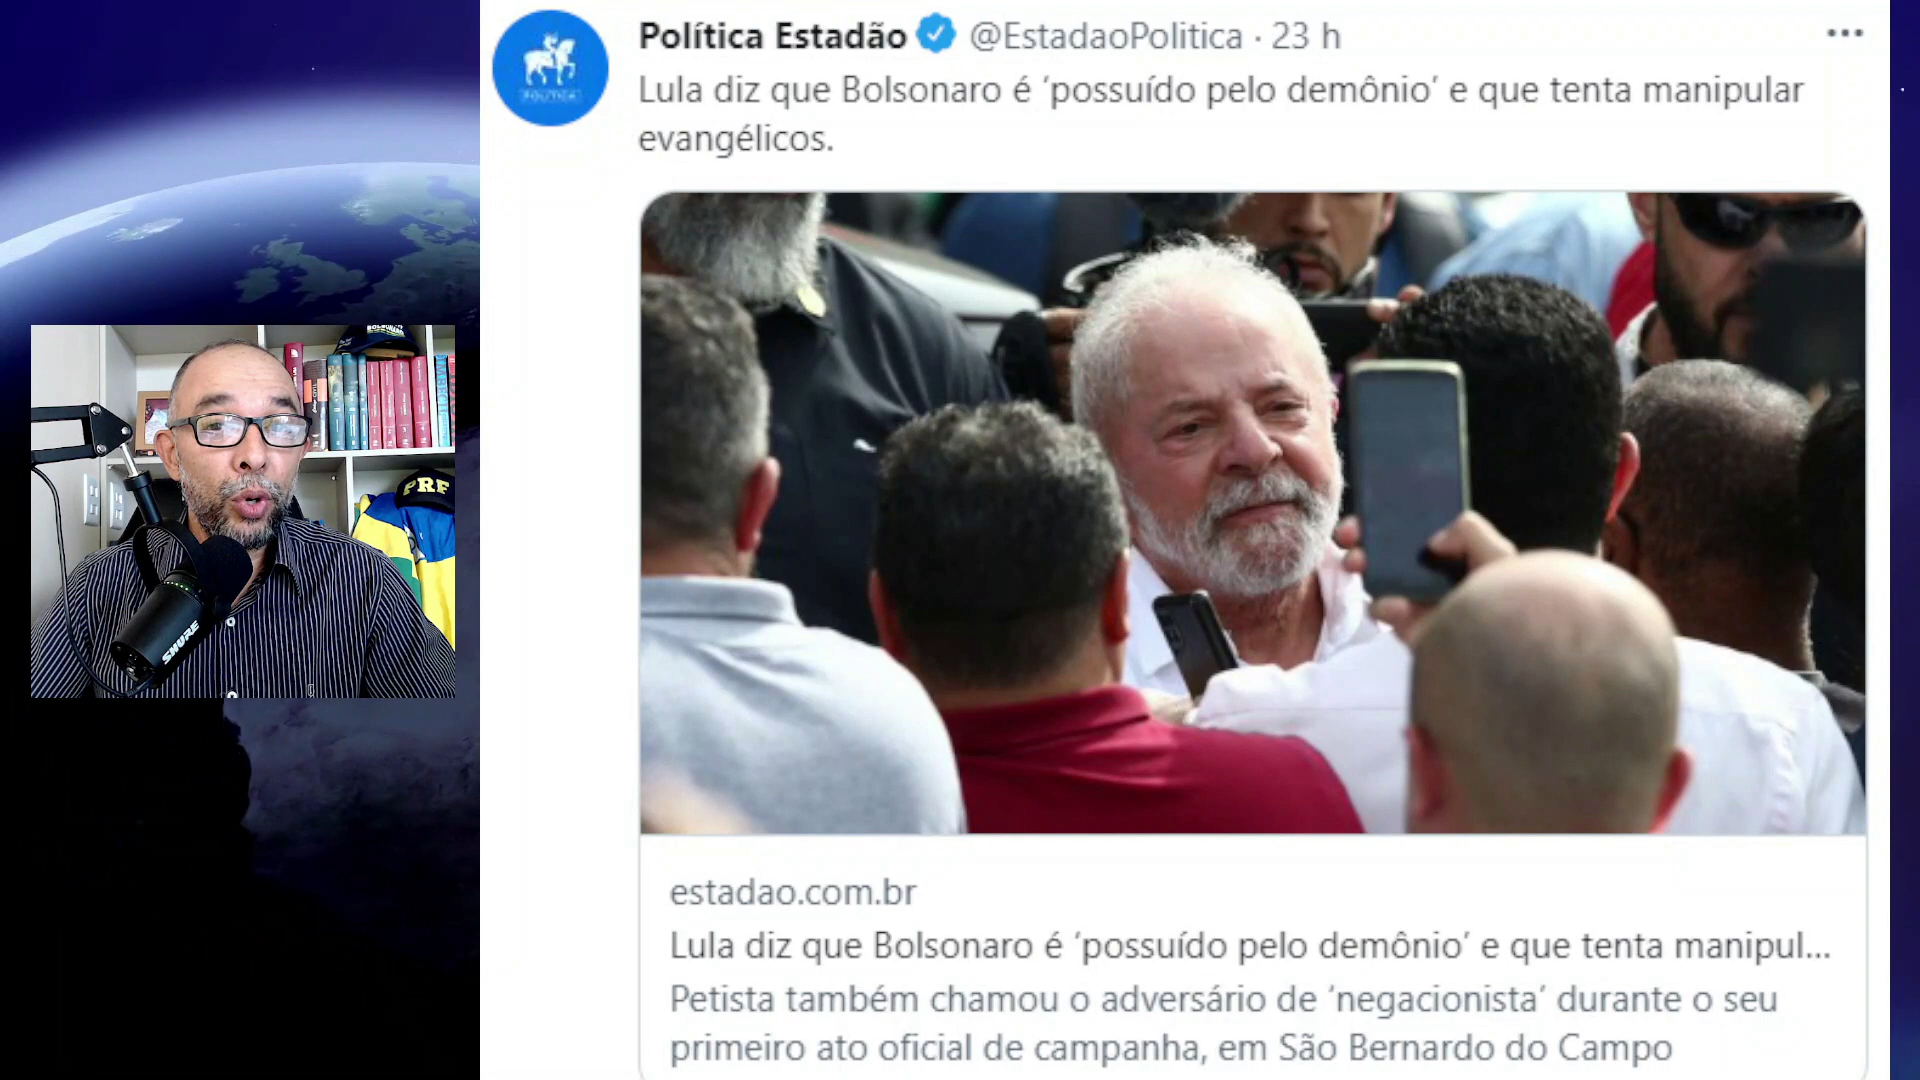 Política Estadão @EstadaoPolitica · 23 h
Lula diz que Bolsonaro é ‘possuído pelo demônio’ e que tenta manipular
evangélicos.
POLÍTICA
PRF
SHURE
estadao.com.br
Lula diz que Bolsonaro é ‘possuído pelo demônio’ e que tenta manipul...
Petista também chamou o adversário de ‘negacionista’ durante o seu
primeiro ato oficial de campanha, em São Bernardo do Campo